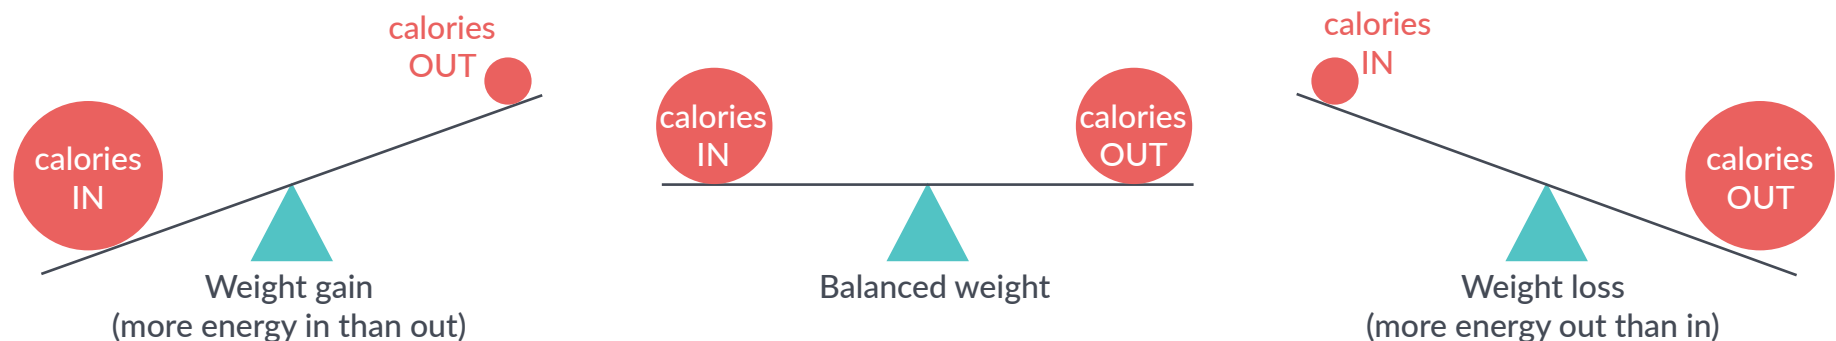 calories
OUT
calories
IN
Weight gain
(more energy in than out)
calories
IN
calories
OUT
Balanced weight
calories
IN
calories
OUT
Weight loss
(more energy out than in)